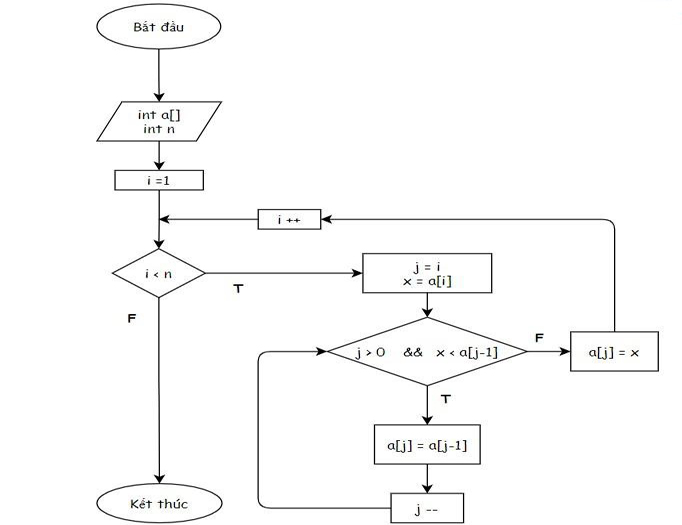 Bắt đầu
int a[]
int n
i =1
i ++
i < n
T
F
j = i
x = a[i]
j > 0 && x < a[j-1]
F
a[j] = x
T
a[j] = a[j-1]
j --
Kết thúc